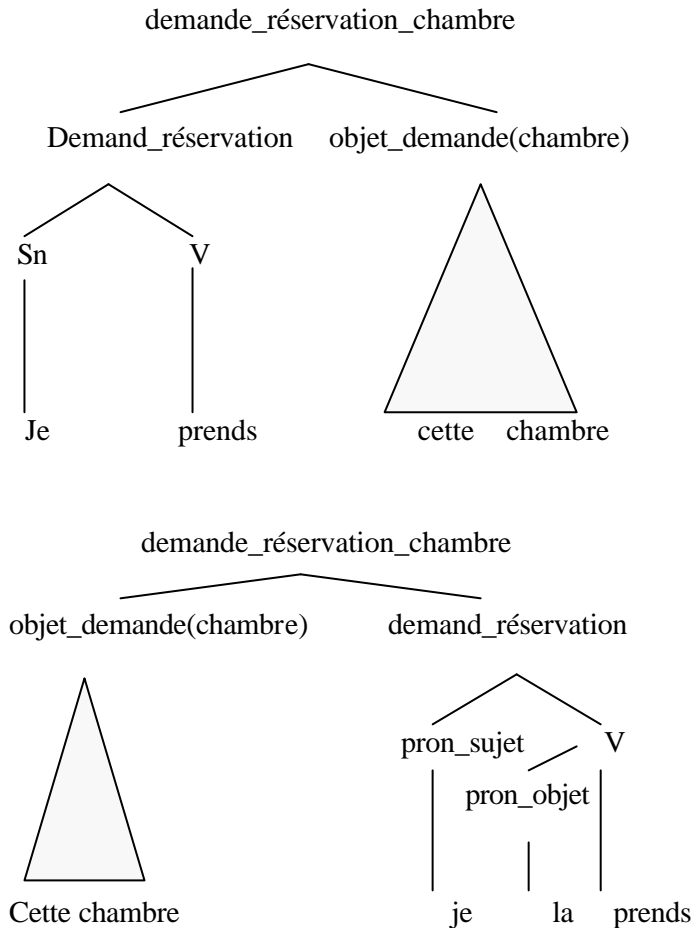 demande_réservation_chambre
Demand_réservation objet_demande(chambre)
Sn V
Je prends cette chambre
demande_réservation_chambre
objet_demande(chambre) demand_réservation
pron_sujet V
pron_objet
Cette chambre je la prends